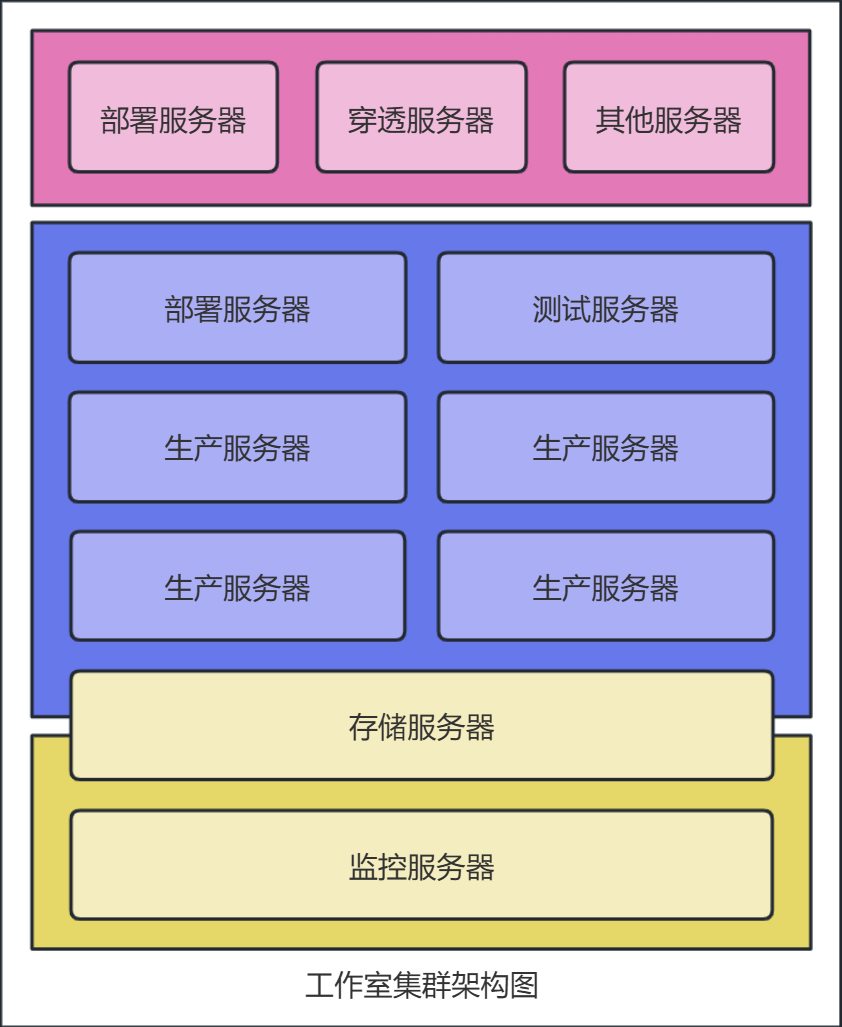 部署服务器
穿透服务器
其他服务器
部署服务器
测试服务器
生产服务器
生产服务器
生产服务器
生产服务器
存储服务器
监控服务器
工作室集群架构图